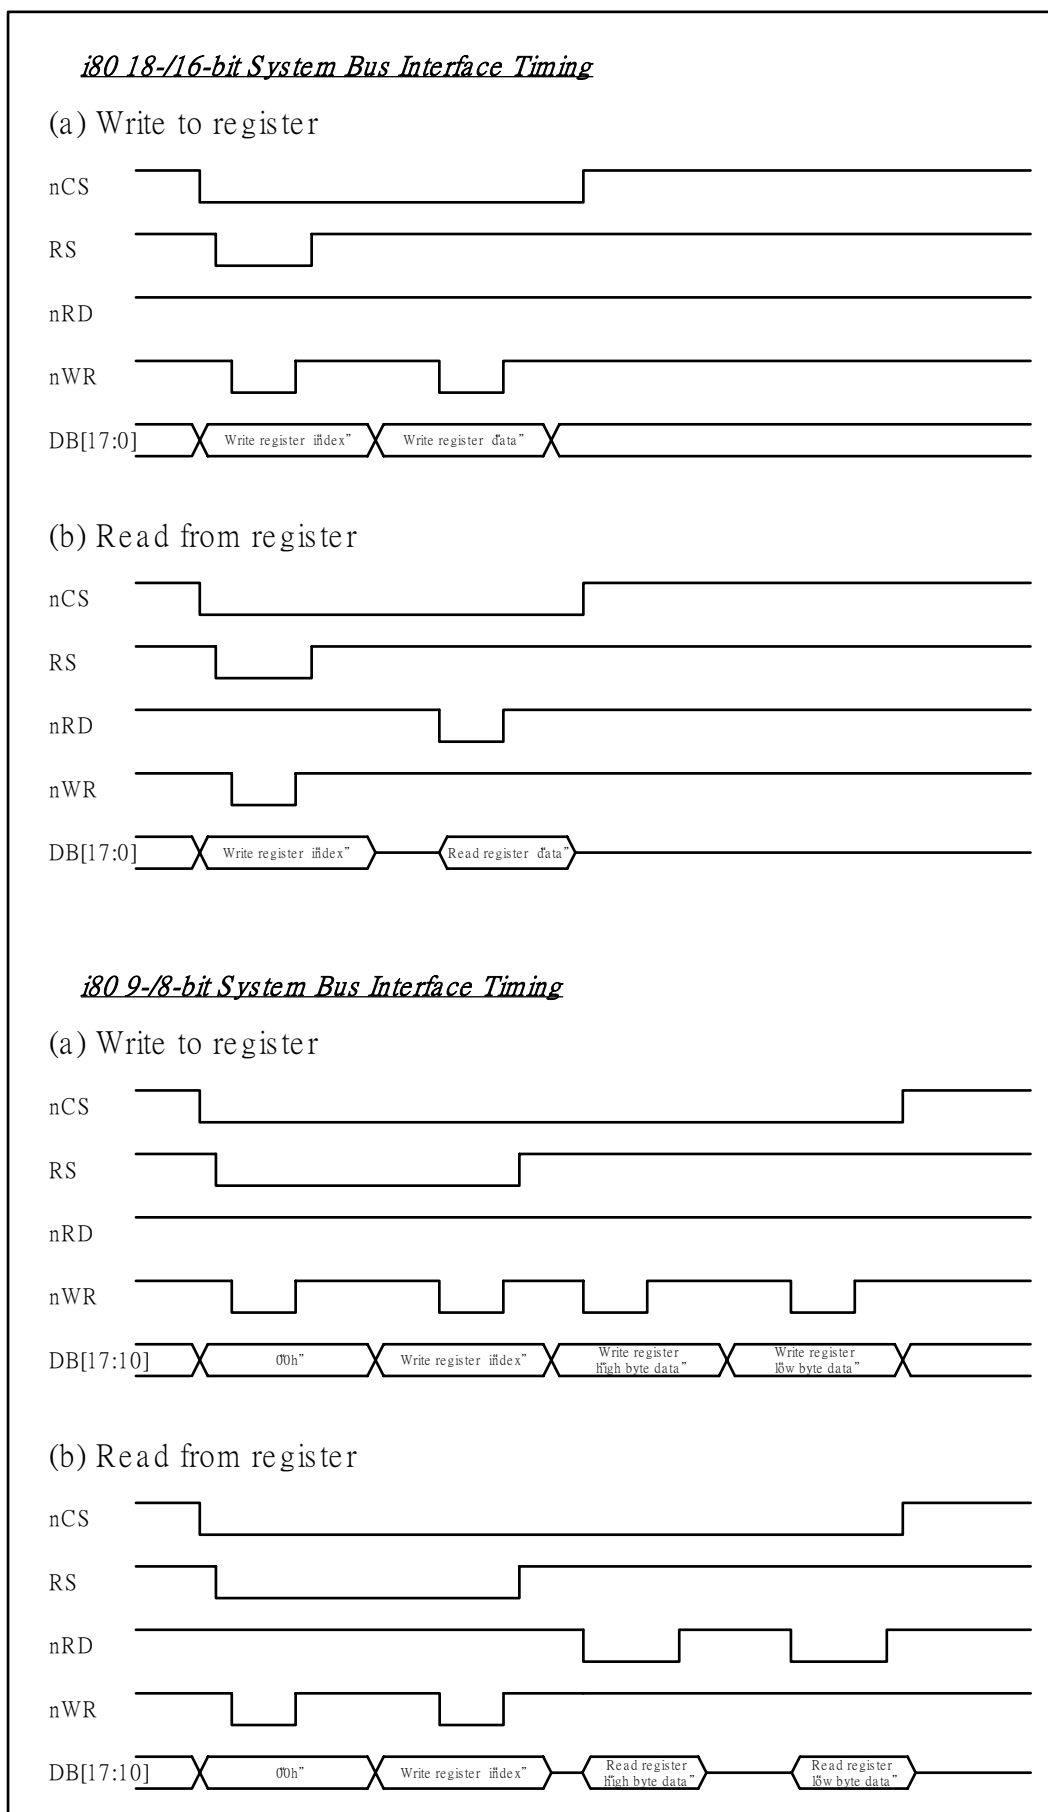 i80 18-/16-bit System Bus Interface Timing
(a) Write to register
nCS
RS
nRD
nWR
DB[17:0]
Write register “index”
Write register “data”
(b) Read from register
nCS
RS
nRD
nWR
DB[17:0]
Write register “index”
Read register “data”
i80 9-/8-bit System Bus Interface Timing
(a) Write to register
nCS
RS
nRD
nWR
DB[17:10]
“00h”
Write register “index”
Write register
“high byte data”
Write register
“low byte data”
(b) Read from register
nCS
RS
nRD
nWR
DB[17:10]
“00h”
Write register “index”
Read register
“high byte data”
Read register
“low byte data”